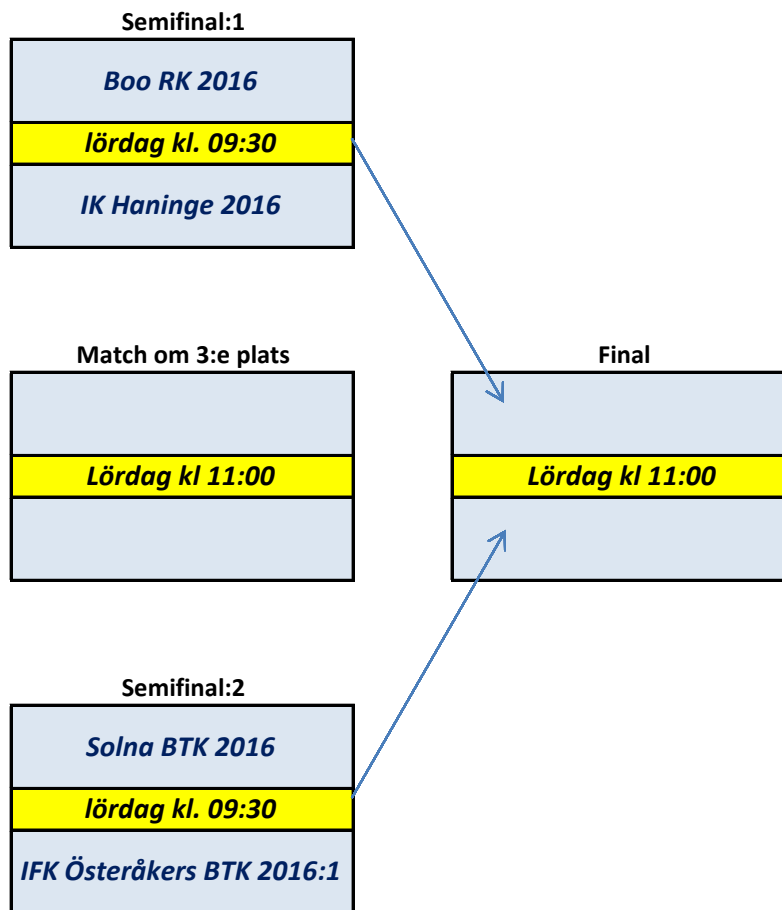 Semifinal:1
Boo RK 2016
lördag kl. 09:30
IK Haninge 2016
Match om 3:e plats
Lördag kl 11:00
Final
Lördag kl 11:00
Semifinal:2
Solna BTK 2016
lördag kl. 09:30
IFK Österåkers BTK 2016:1